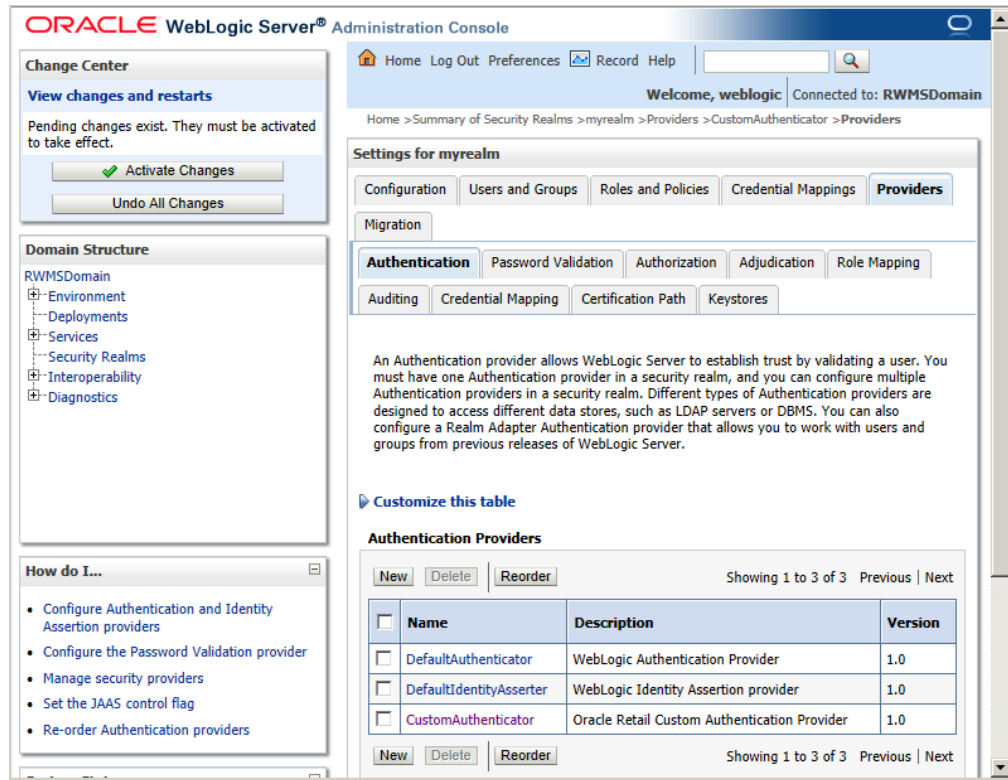 ORACLE WebLogic Server® Administration Console
Change Center
View changes and restarts
Pending changes exist. They must be activated
to take effect.
Activate Changes
Undo All Changes
Domain Structure
RWMSDomain
Environment
Deployments
Services
Security Realms
Interoperability
Diagnostics
How do I...
• Configure Authentication and Identity
Assertion providers
• Configure the Password Validation provider
• Manage security providers
• Set the JAAS control flag
• Re-order Authentication providers
Home Log Out Preferences Record Help
Welcome, weblogic Connected to: RWMSDomain
Home >Summary of Security Realms >myrealm >Providers >CustomAuthenticator >Providers
Settings for myrealm
Configuration Users and Groups Roles and Policies Credential Mappings Providers
Migration
Authentication Password Validation Authorization Adjudication Role Mapping
Auditing Credential Mapping Certification Path Keystores
An Authentication provider allows WebLogic Server to establish trust by validating a user. You
must have one Authentication provider in a security realm, and you can configure multiple
Authentication providers in a security realm. Different types of Authentication providers are
designed to access different data stores, such as LDAP servers or DBMS. You can also
configure a Realm Adapter Authentication provider that allows you to work with users and
groups from previous releases of WebLogic Server.
Customize this table
Authentication Providers
New Delete Reorder Showing 1 to 3 of 3 Previous | Next
Name Description Version
DefaultAuthenticator WebLogic Authentication Provider 1.0
DefaultIdentityAsserter WebLogic Identity Assertion provider 1.0
CustomAuthenticator Oracle Retail Custom Authentication Provider 1.0
New Delete Reorder Showing 1 to 3 of 3 Previous | Next